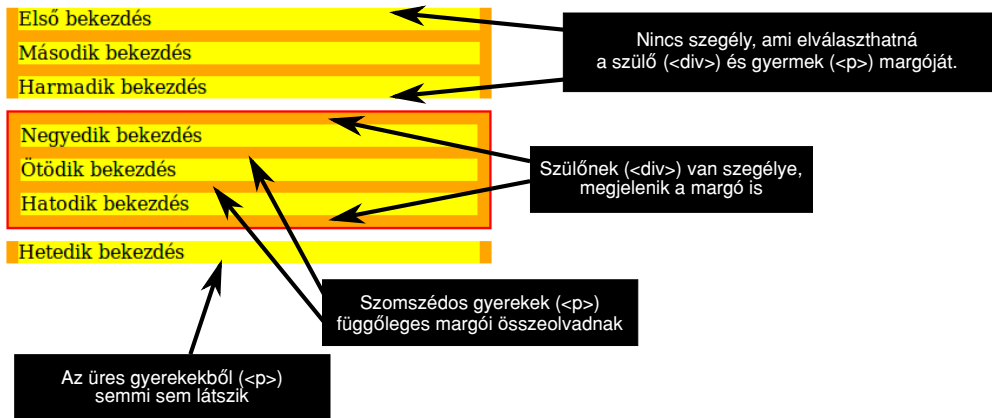 Első bekezdés
Második bekezdés
Harmadik bekezdés
Nincs szegély, ami elválaszthatná
a szülő (<div>) és gyermek (<p>) margóját.
Negyedik bekezdés
Ötödik bekezdés
Hatodik bekezdés
Szülőnek (<div>) van szegélye,
megjelenik a margó is
Hetedik bekezdés
Szomszédos gyerekek (<p>)
függőleges margói összeolvadnak
Az üres gyerekekből (<p>)
semmi sem látszik